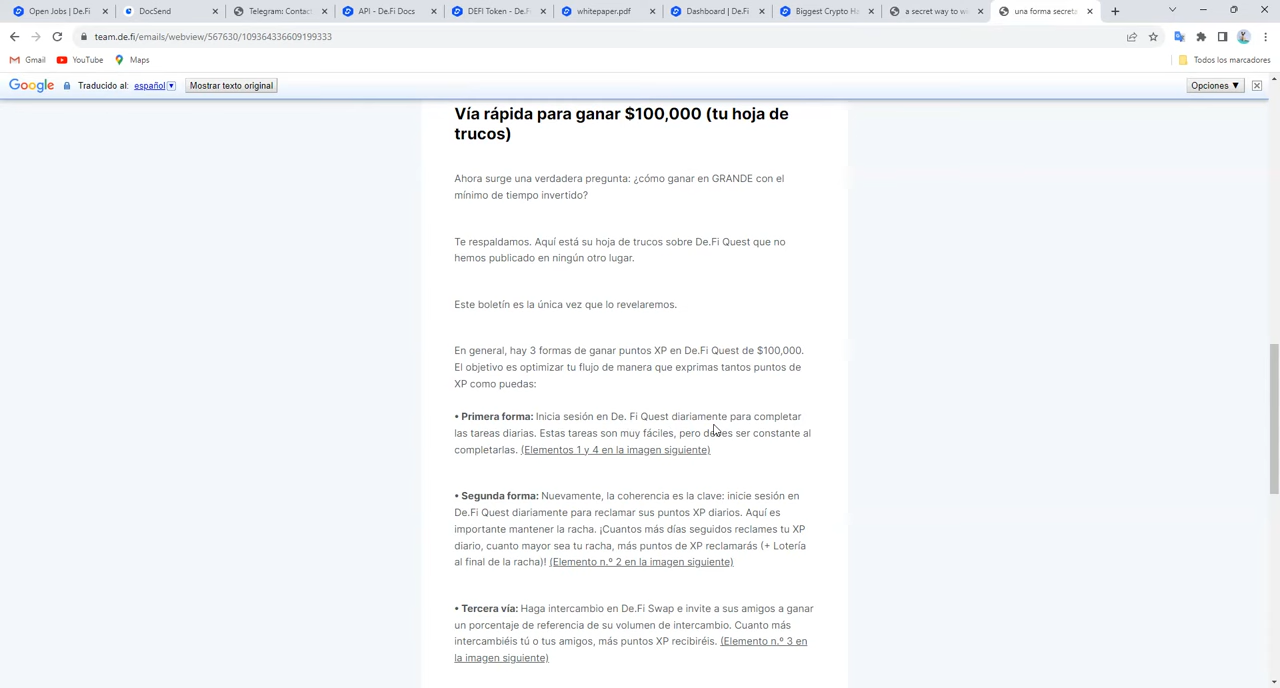 Open Jobs | De.Fi
DocSend
Telegram: Contact
API - De.Fi Docs
DEFI Token - De.F
whitepaper.pdf
Dashboard | De.Fi
Biggest Crypto Ha
a secret way to w
una forma secreta
team.de.fi/emails/webview/567630/109364336609199333
Gmail
YouTube
Maps
Todos los marcadores
Google Traducido al: español Mostrar texto original Opciones ▼
Vía rápida para ganar $100,000 (tu hoja de
trucos)
Ahora surge una verdadera pregunta: ¿cómo ganar en GRANDE con el
mínimo de tiempo invertido?
Te respaldamos. Aquí está su hoja de trucos sobre De.Fi Quest que no
hemos publicado en ningún otro lugar.
Este boletín es la única vez que lo revelaremos.
En general, hay 3 formas de ganar puntos XP en De.Fi Quest de $100,000.
El objetivo es optimizar tu flujo de manera que exprimas tantos puntos de
XP como puedas:
• Primera forma: Inicia sesión en De. Fi Quest diariamente para completar
las tareas diarias. Estas tareas son muy fáciles, pero debes ser constante al
completarlas. (Elementos 1 y 4 en la imagen siguiente)
• Segunda forma: Nuevamente, la coherencia es la clave: inicie sesión en
De.Fi Quest diariamente para reclamar sus puntos XP diarios. Aquí es
importante mantener la racha. ¡Cuantos más días seguidos reclames tu XP
diario, cuanto mayor sea tu racha, más puntos de XP reclamarás (+ Lotería
al final de la racha)! (Elemento n.º 2 en la imagen siguiente)
• Tercera vía: Haga intercambio en De.Fi Swap e invite a sus amigos a ganar
un porcentaje de referencia de su volumen de intercambio. Cuanto más
intercambiéis tú o tus amigos, más puntos XP recibiréis. (Elemento n.º 3 en
la imagen siguiente)